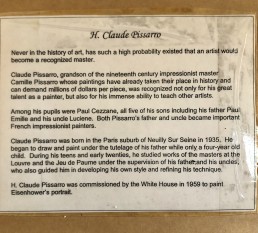 H. Claude Pissarro
Never in the history of art, has such a high probability existed that an artist would
become a recognized master.
Claude Pissarro, grandson of the nineteenth century impressionist master
Camille Pissarro whose paintings have already taken their place in history and
can demand millions of dollars per piece, was recognized not only for his great
talent as a painter, but also for his immense ability to teach other artists.
Among his pupils were Paul Cezzane, all five of his sons including his father Paul
Emille and his uncle Luciene. Both Pissarro's father and uncle became important
French impressionist painters.
Claude Pissarro was born in the Paris suburb of Neuilly Sur Seine in 1935. He
began to draw and paint under the tutelage of his father while only a four-year old
child. During his teens and early twenties, he studied works of the masters at the
Louvre and the Jeu de Paume under the supervision of his father and his uncles,
who also guided him in developing his own style and refining his technique.
H. Claude Pissarro was commissioned by the White House in 1959 to paint
Eisenhower's portrait.